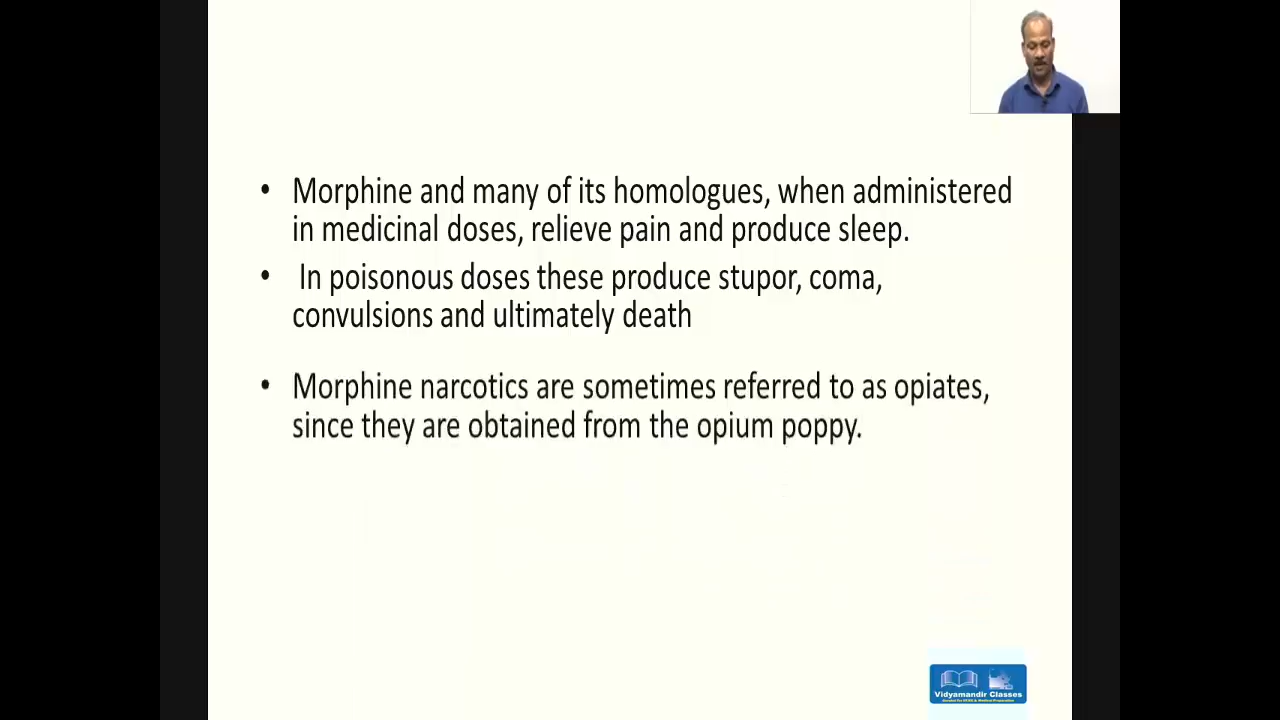 • Morphine and many of its homologues, when administered
in medicinal doses, relieve pain and produce sleep.
• In poisonous doses these produce stupor, coma,
convulsions and ultimately death
• Morphine narcotics are sometimes referred to as opiates,
since they are obtained from the opium poppy.
Vidyamandir Classes